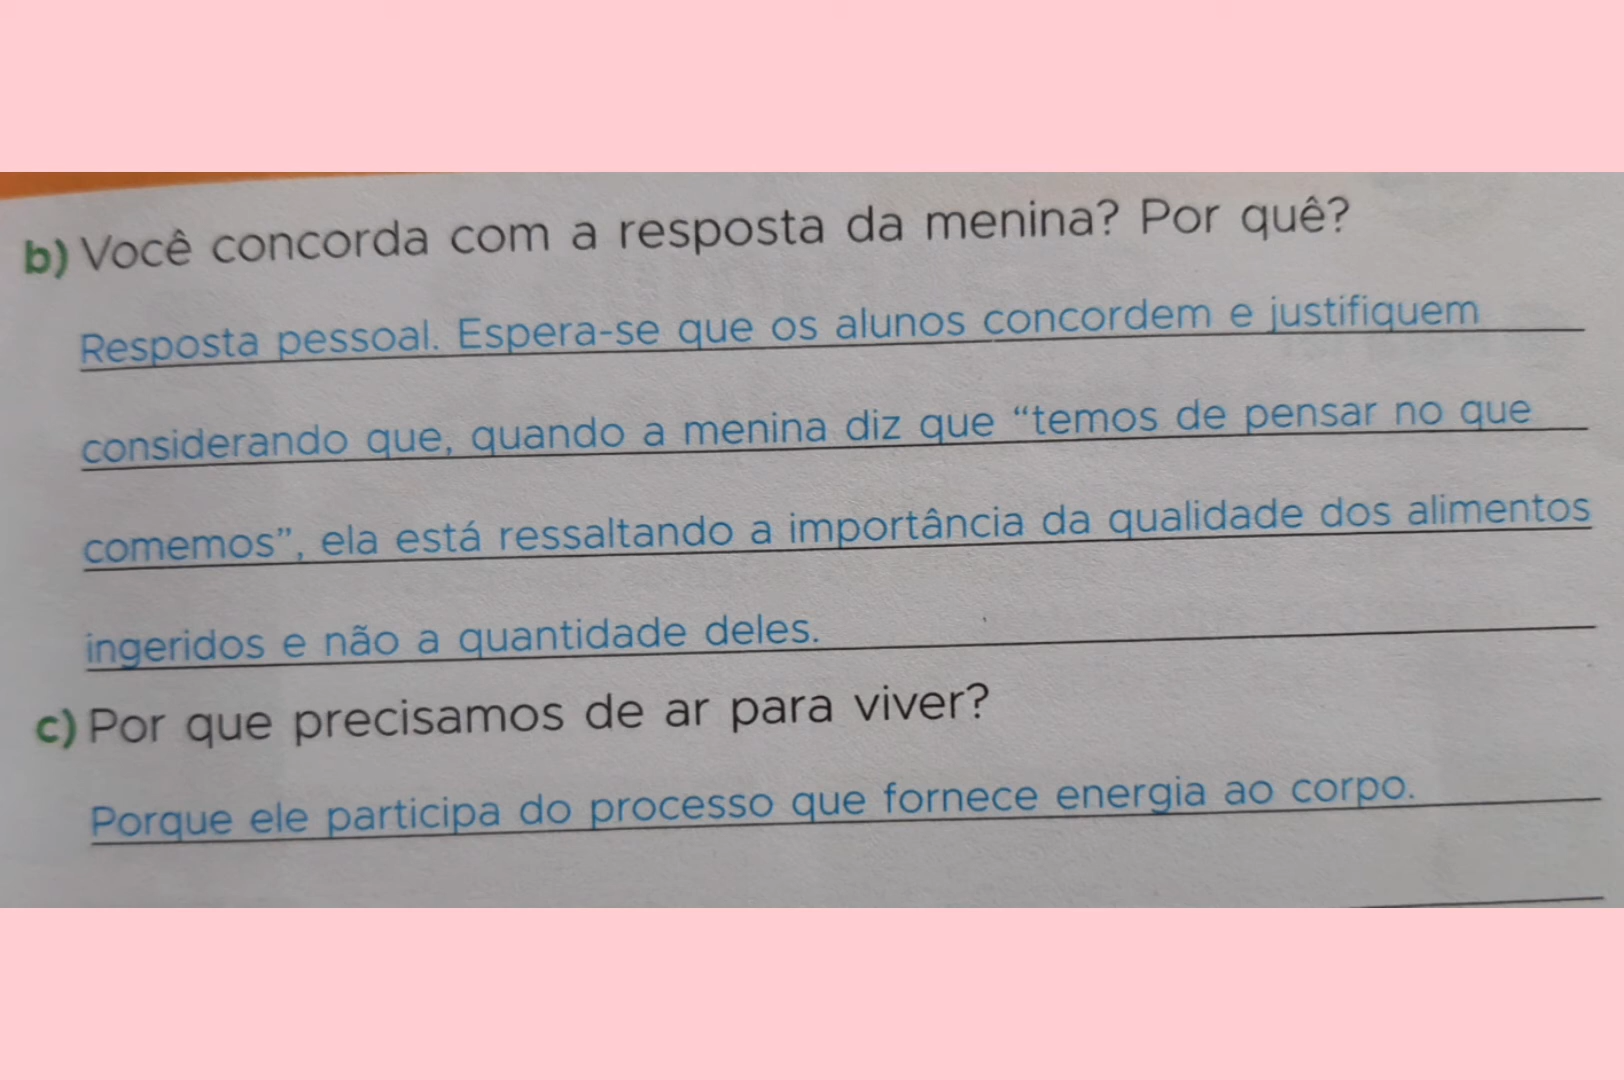 b) Você concorda com a resposta da menina? Por quê?
Resposta pessoal. Espera-se que os alunos concordem e justifiquem
considerando que, quando a menina diz que “temos de pensar no que
comemos”, ela está ressaltando a importância da qualidade dos alimentos
ingeridos e não a quantidade deles.
c) Por que precisamos de ar para viver?
Porque ele participa do processo que fornece energia ao corpo.